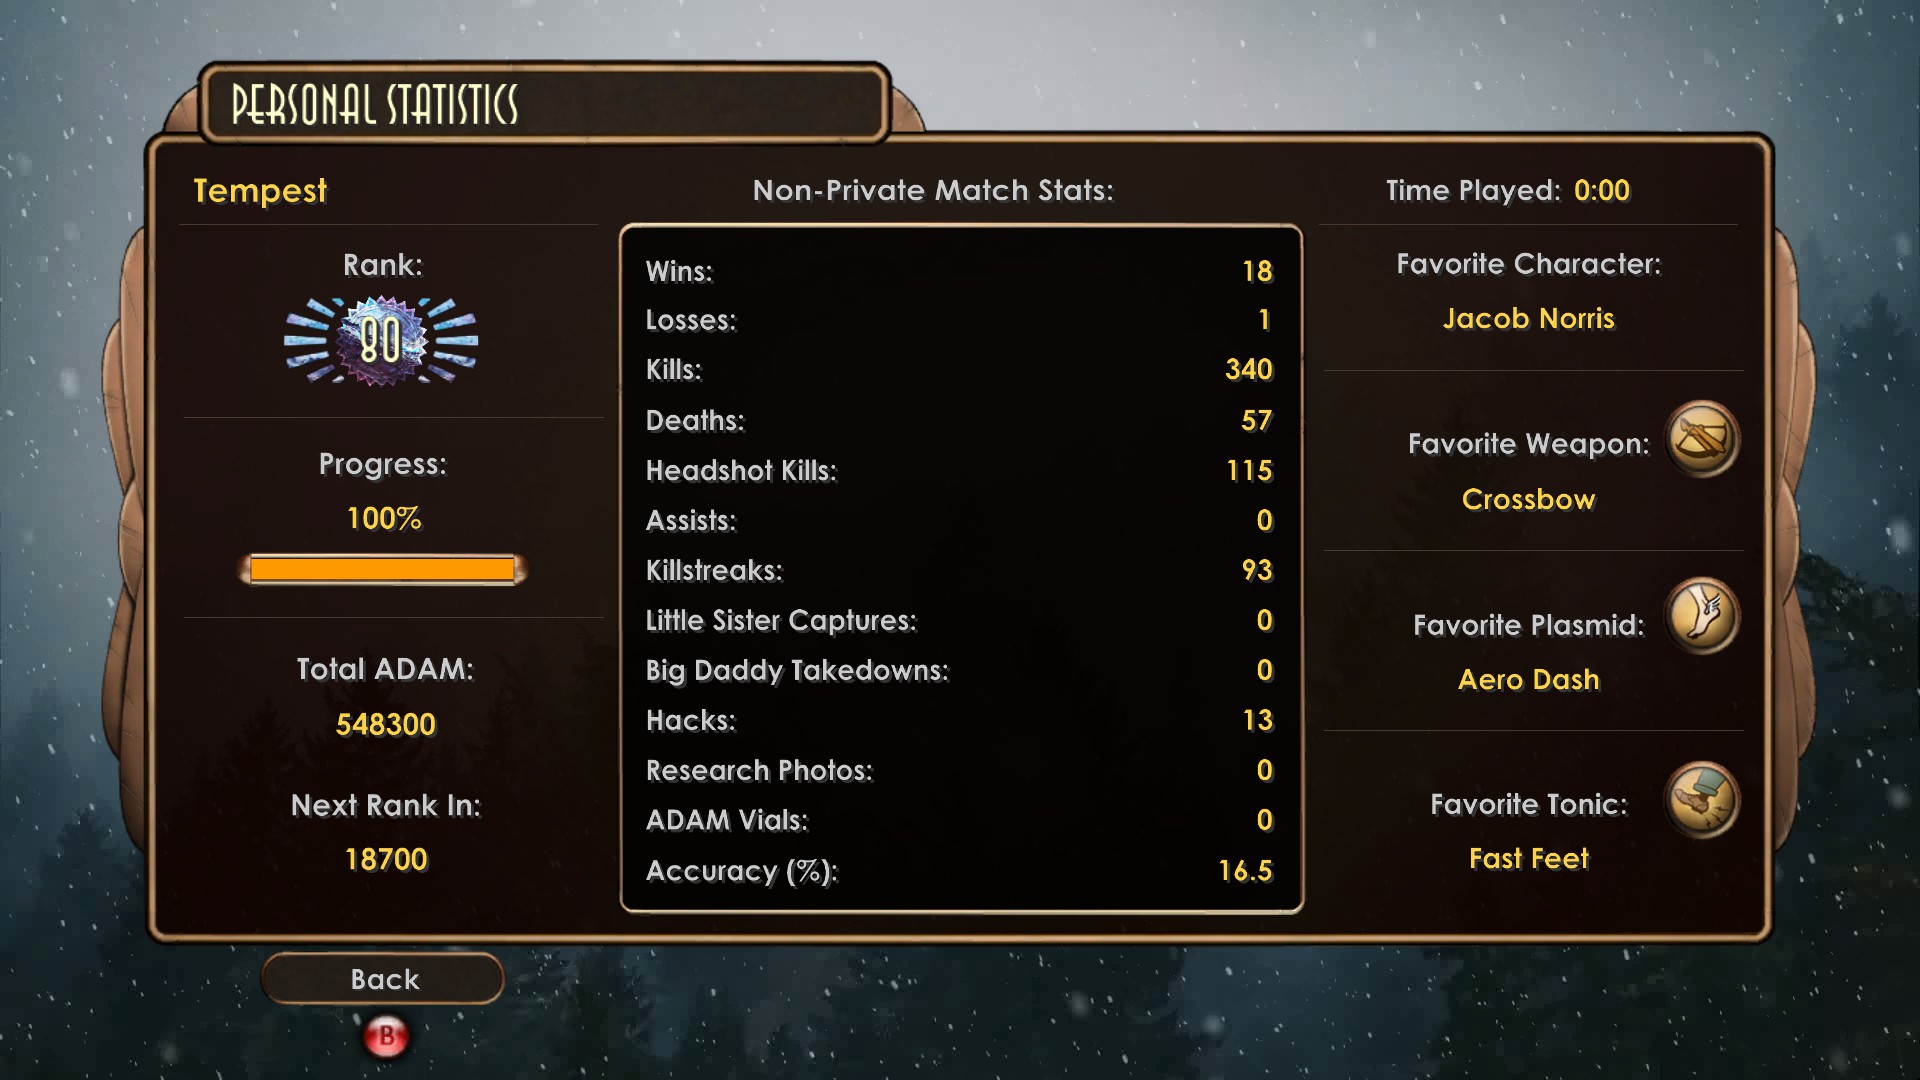 PERSONAL STATISTICS
Tempest
Rank:
80
Progress:
100%
Total ADAM:
548300
Next Rank In:
18700
Non-Private Match Stats:
Wins: 18
Losses: 1
Kills: 340
Deaths: 57
Headshot Kills: 115
Assists: 0
Killstreaks: 93
Little Sister Captures: 0
Big Daddy Takedowns: 0
Hacks: 13
Research Photos: 0
ADAM Vials: 0
Accuracy (%): 16.5
Time Played: 0:00
Favorite Character:
Jacob Norris
Favorite Weapon:
Crossbow
Favorite Plasmid:
Aero Dash
Favorite Tonic:
Fast Feet
Back
B